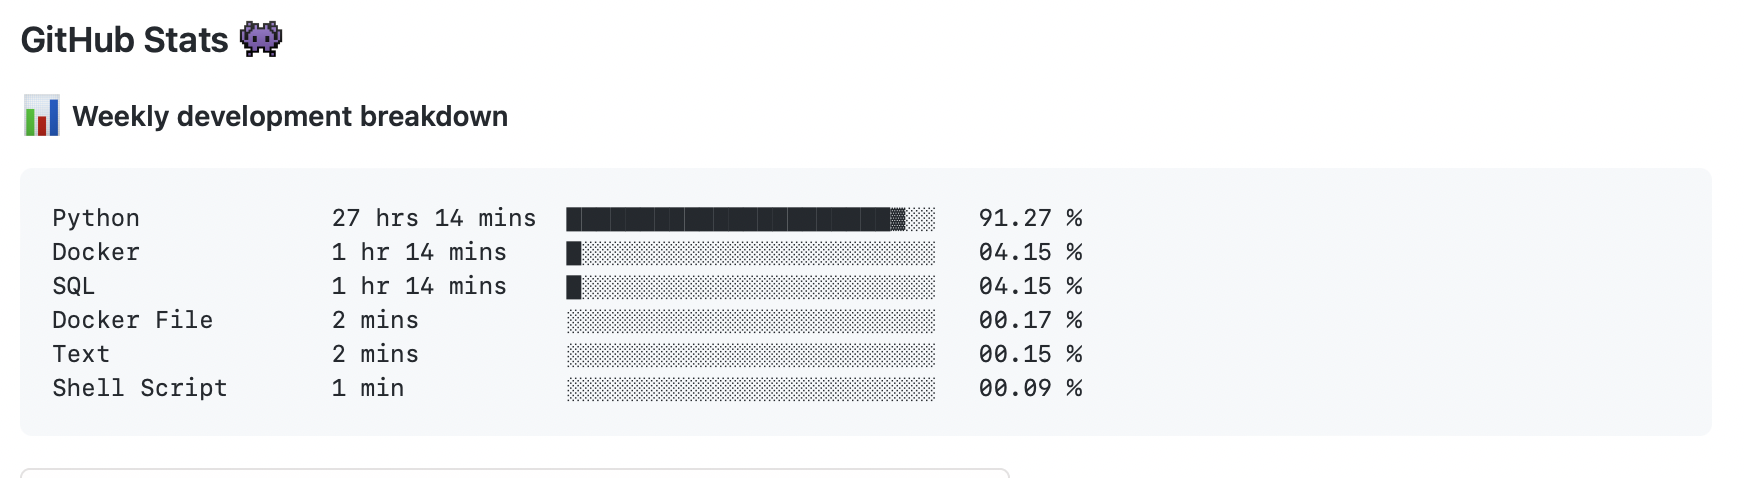 GitHub Stats 👾
📊 Weekly development breakdown
Python 27 hrs 14 mins ██████████████████████▓░░ 91.27 %
Docker 1 hr 14 mins █░░░░░░░░░░░░░░░░░░░░░░░░ 04.15 %
SQL 1 hr 14 mins █░░░░░░░░░░░░░░░░░░░░░░░░ 04.15 %
Docker File 2 mins ░░░░░░░░░░░░░░░░░░░░░░░░░ 00.17 %
Text 2 mins ░░░░░░░░░░░░░░░░░░░░░░░░░ 00.15 %
Shell Script 1 min ░░░░░░░░░░░░░░░░░░░░░░░░░ 00.09 %